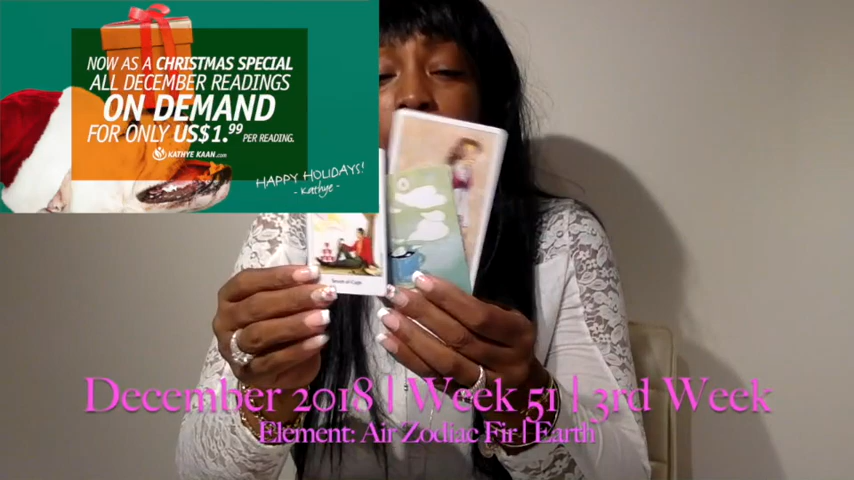 NOW AS A CHRISTMAS SPECIAL
ALL DECEMBER READINGS
ON DEMAND
FOR ONLY US$1.99 PER READING.
KATHYE KAAN.com
HAPPY HOLIDAYS!
- Kathye -
December 2018 | Week 51 | 3rd Week
Element: Air Zodiac Fir | Earth